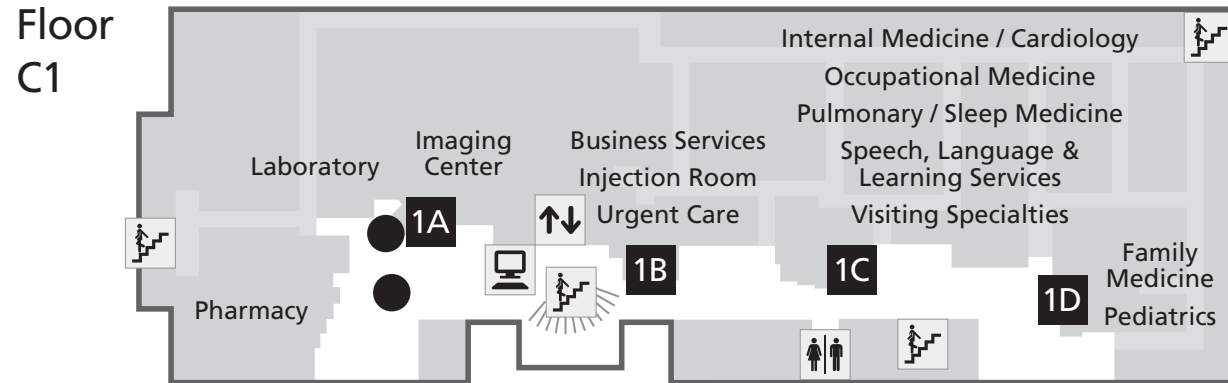 Floor
C1
Internal Medicine / Cardiology
Occupational Medicine
Pulmonary / Sleep Medicine
Speech, Language &
Learning Services
Visiting Specialties
Business Services
Injection Room
Urgent Care
Imaging
Center
Laboratory
1A
1B
1C
1D
Family
Medicine
Pediatrics
Pharmacy